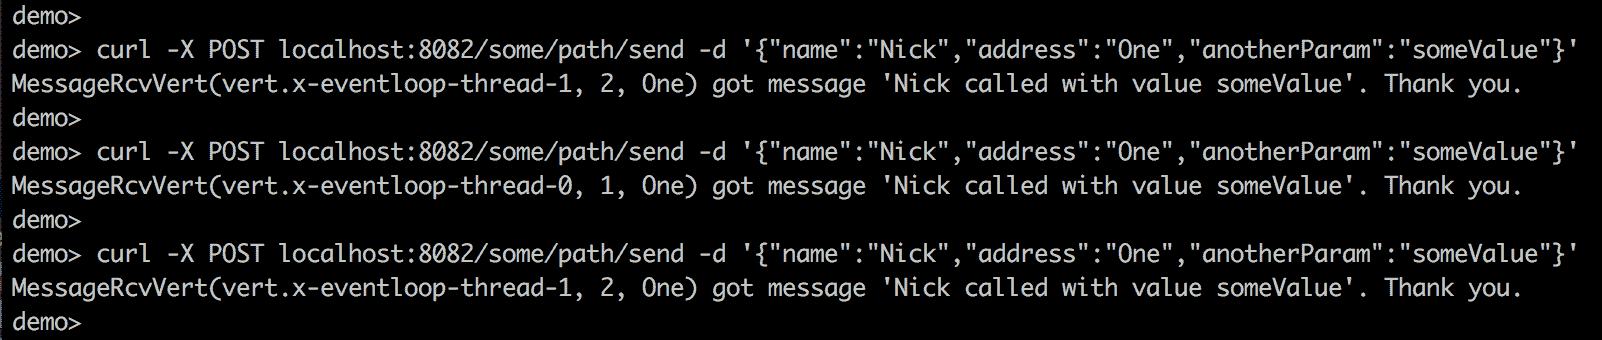 demo>
demo> curl -X POST localhost:8082/some/path/send -d '{"name":"Nick","address":"One","anotherParam":"someValue"}'
MessageRcvVert(vert.x-eventloop-thread-1, 2, One) got message 'Nick called with value someValue'. Thank you.
demo>
demo> curl -X POST localhost:8082/some/path/send -d '{"name":"Nick","address":"One","anotherParam":"someValue"}'
MessageRcvVert(vert.x-eventloop-thread-0, 1, One) got message 'Nick called with value someValue'. Thank you.
demo>
demo> curl -X POST localhost:8082/some/path/send -d '{"name":"Nick","address":"One","anotherParam":"someValue"}'
MessageRcvVert(vert.x-eventloop-thread-1, 2, One) got message 'Nick called with value someValue'. Thank you.
demo>